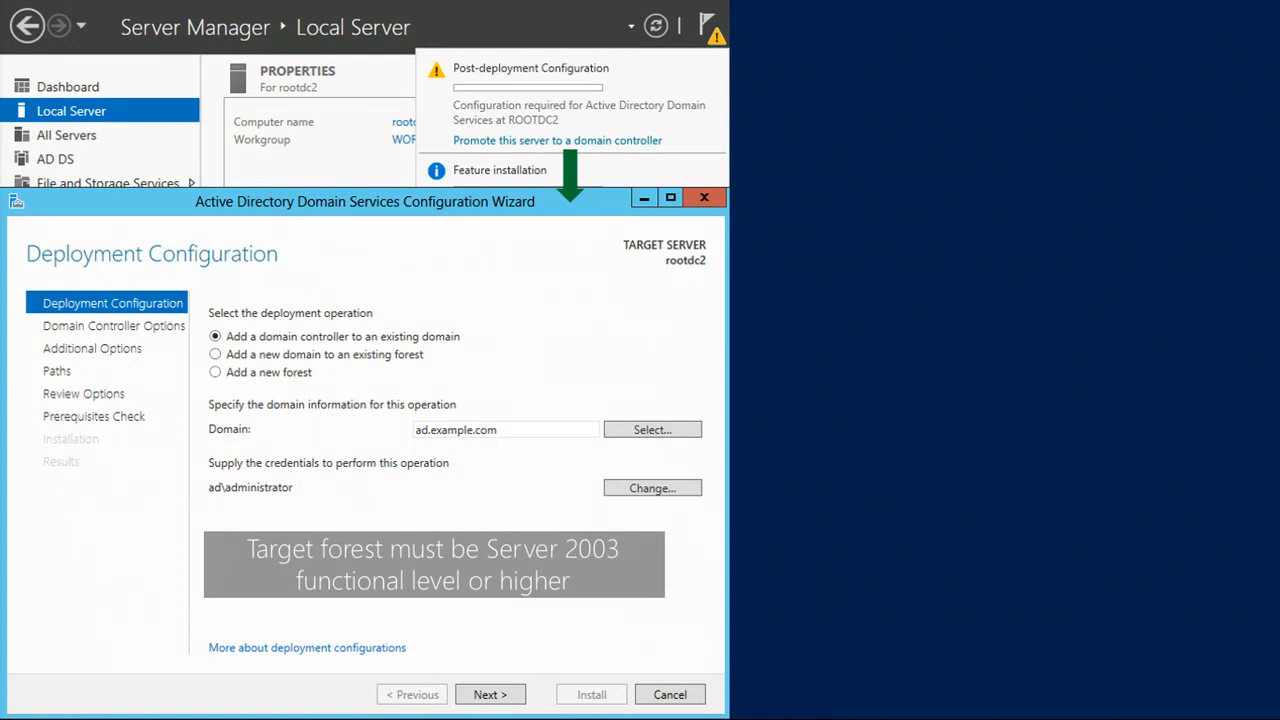 Server Manager ‣ Local Server
Dashboard
Local Server
All Servers
AD DS
File and Storage Services
PROPERTIES
For rootdc2
Computer name
Workgroup
Post-deployment Configuration
Configuration required for Active Directory Domain
Services at ROOTDC2
Promote this server to a domain controller
Feature installation
Active Directory Domain Services Configuration Wizard
Deployment Configuration
TARGET SERVER
rootdc2
Deployment Configuration
Domain Controller Options
Additional Options
Paths
Review Options
Prerequisites Check
Installation
Results
Select the deployment operation
Add a domain controller to an existing domain
Add a new domain to an existing forest
Add a new forest
Specify the domain information for this operation
Domain:
ad.example.com
Select...
Supply the credentials to perform this operation
ad\administrator
Change...
Target forest must be Server 2003
functional level or higher
More about deployment configurations
< Previous
Next >
Install
Cancel